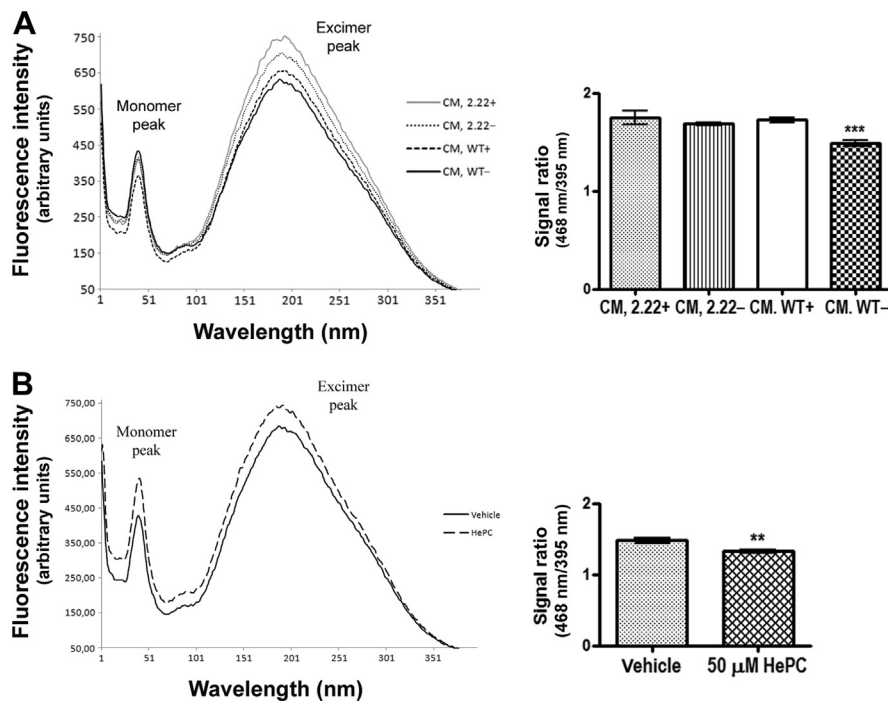 A
Fluorescence intensity
(arbitrary units)
750
650
550
450
350
250
150
50
Monomer
peak
Excimer
peak
CM, 2.22+
CM, 2.22–
CM, WT+
CM, WT–
1
51
101
151
201
251
301
351
Wavelength (nm)
Signal ratio
(468 nm/395 nm)
2
1
0
***
CM, 2.22+
CM, 2.22–
CM. WT+
CM. WT–
B
Fluorescence intensity
(arbitrary units)
750,00
650,00
550,00
450,00
350,00
250,00
150,00
50,00
Monomer
peak
Excimer
peak
Vehicle
HePC
1
51
101
151
201
251
301
351
Wavelength (nm)
Signal ratio
(468 nm/395 nm)
2
1
0
**
Vehicle
50 µM HePC